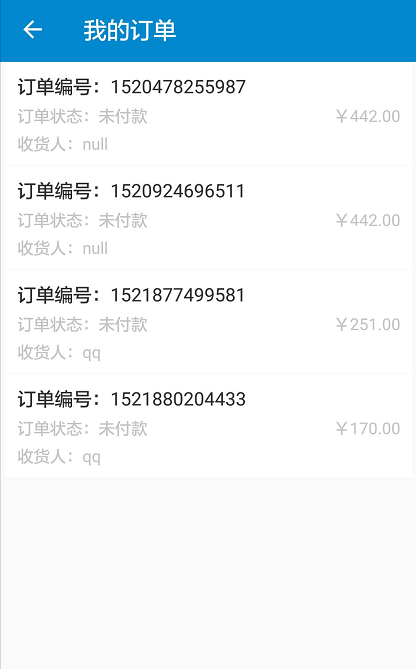 我的订单
订单编号：1520478255987
订单状态：未付款 ￥442.00
收货人：null
订单编号：1520924696511
订单状态：未付款 ￥442.00
收货人：null
订单编号：1521877499581
订单状态：未付款 ￥251.00
收货人：qq
订单编号：1521880204433
订单状态：未付款 ￥170.00
收货人：qq